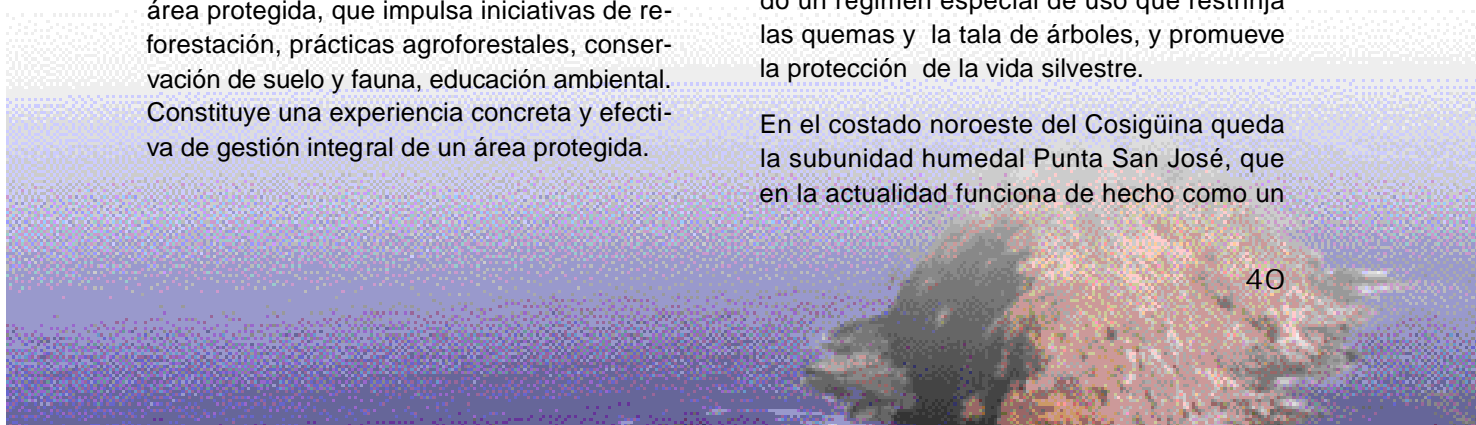 área protegida, que impulsa iniciativas de re-
forestación, prácticas agroforestales, conser-
vación de suelo y fauna, educación ambiental.
Constituye una experiencia concreta y efecti-
va de gestión integral de un área protegida.
do un régimen especial de uso que restrinja
las quemas y la tala de árboles, y promueve
la protección de la vida silvestre.
En el costado noroeste del Cosigüina queda
la subunidad humedal Punta San José, que
en la actualidad funciona de hecho como un
40